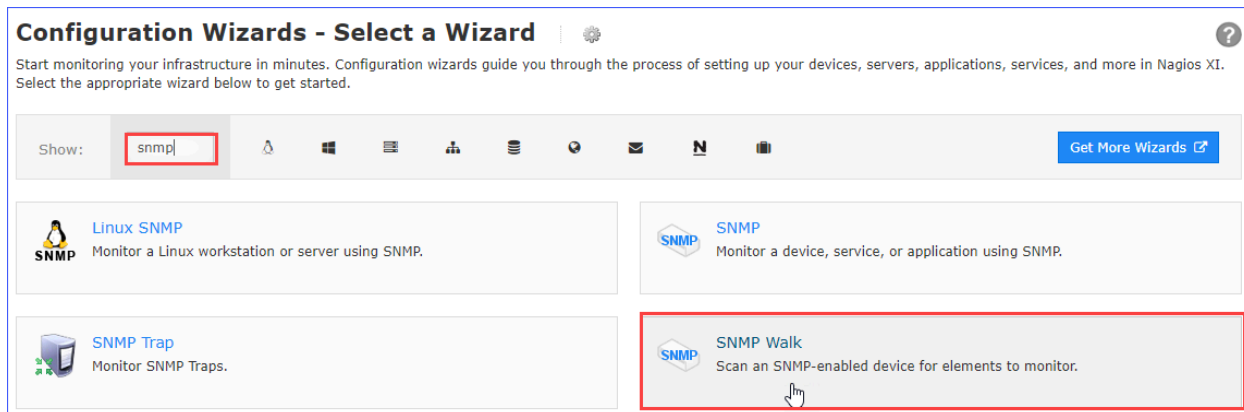 Configuration Wizards - Select a Wizard
Start monitoring your infrastructure in minutes. Configuration wizards guide you through the process of setting up your devices, servers, applications, services, and more in Nagios XI.
Select the appropriate wizard below to get started.
Show:
snmp
N
Get More Wizards
SNMP
Linux SNMP
Monitor a Linux workstation or server using SNMP.
SNMP
SNMP
Monitor a device, service, or application using SNMP.
SNMP Trap
Monitor SNMP Traps.
SNMP
SNMP Walk
Scan an SNMP-enabled device for elements to monitor.